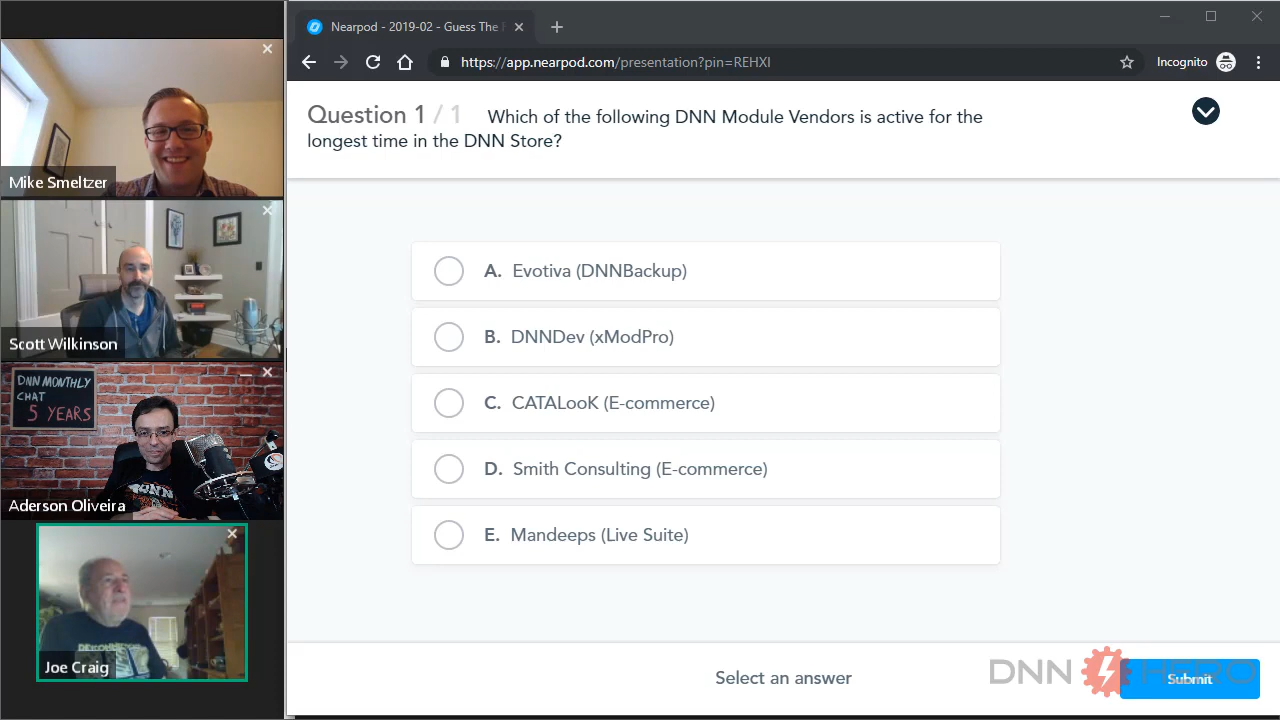 Nearpod - 2019-02 - Guess The
https://app.nearpod.com/presentation?pin=REHXI
Incognito
Question 1 / 1 Which of the following DNN Module Vendors is active for the
longest time in the DNN Store?
A. Evotiva (DNNBackup)
B. DNNDev (xModPro)
C. CATALooK (E-commerce)
D. Smith Consulting (E-commerce)
E. Mandeeps (Live Suite)
Select an answer
Submit
DNN HERO
Mike Smeltzer
Scott Wilkinson
DNN MONTHLY
CHAT
5 YEARS
Aderson Oliveira
Joe Craig